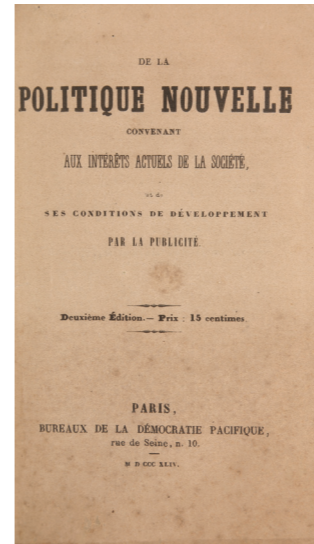 DE LA
POLITIQUE NOUVELLE
CONVENANT
AUX INTÉRÊTS ACTUELS DE LA SOCIÉTÉ,
SES CONDITIONS DE DÉVELOPPEMENT
PAR LA PUBLICITÉ
Deuxième Édition. — Prix : 15 centimes.
PARIS,
BUREAUX DE LA DÉMOCRATIE PACIFIQUE,
rue de Seine, n. 10.
M D CCC XLIV.